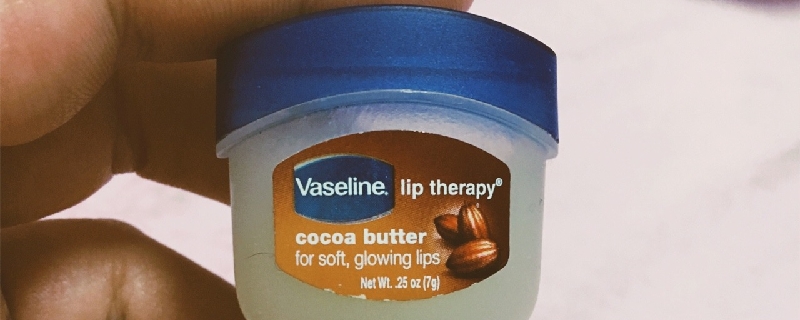 Vaseline. lip therapy®
cocoa butter
for soft, glowing lips
Net Wt. .25 oz (7g)